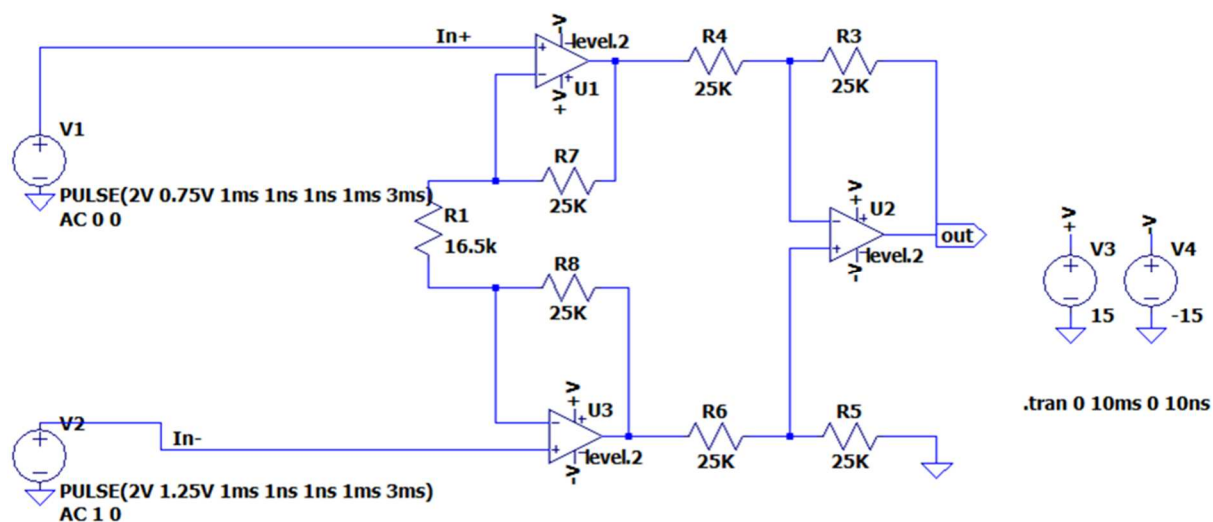 In+
-V
level.2
U1
+V
R4
25K
R3
25K
V1
PULSE(2V 0.75V 1ms 1ns 1ns 1ms 3ms)
AC 0 0
R7
25K
R1
16.5k
+V
U2
level.2
-V
out
+V
V3
15
-V
V4
-15
R8
25K
+V
U3
level.2
-V
R6
25K
R5
25K
.tran 0 10ms 0 10ns
V2
In-
PULSE(2V 1.25V 1ms 1ns 1ns 1ms 3ms)
AC 1 0